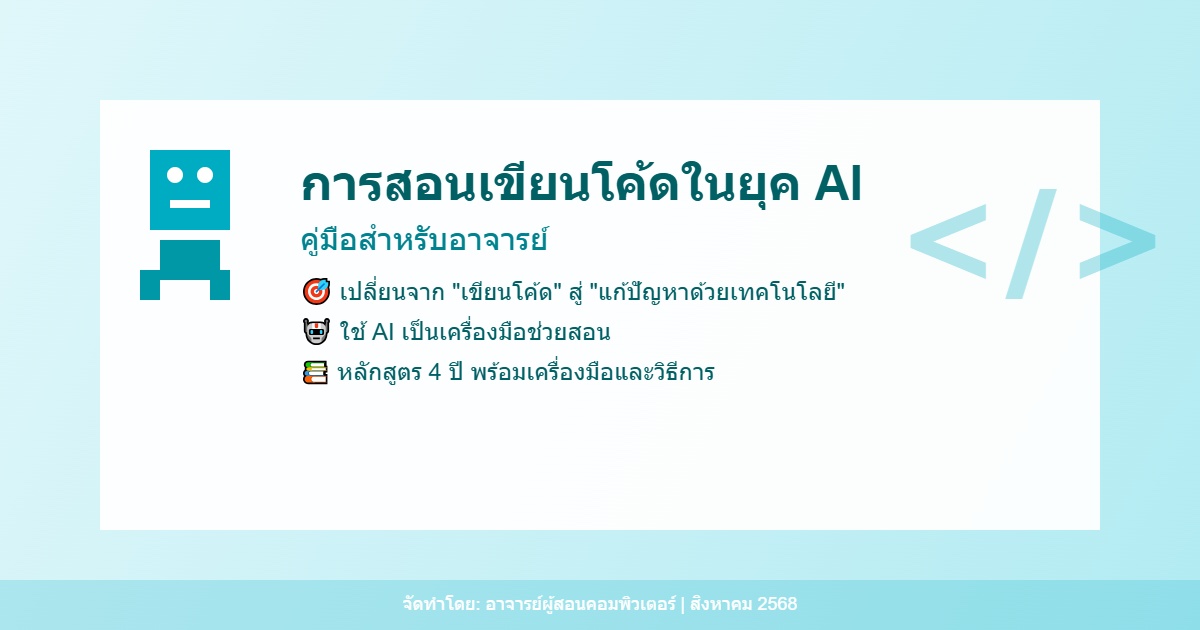 การสอนเขียนโค้ดในยุค AI
คู่มือสำหรับอาจารย์
🎯 เปลี่ยนจาก "เขียนโค้ด" สู่ "แก้ปัญหาด้วยเทคโนโลยี"
🤖 ใช้ AI เป็นเครื่องมือช่วยสอน
📚 หลักสูตร 4 ปี พร้อมเครื่องมือและวิธีการ
</>
จัดทำโดย: อาจารย์ผู้สอนคอมพิวเตอร์ | สิงหาคม 2568